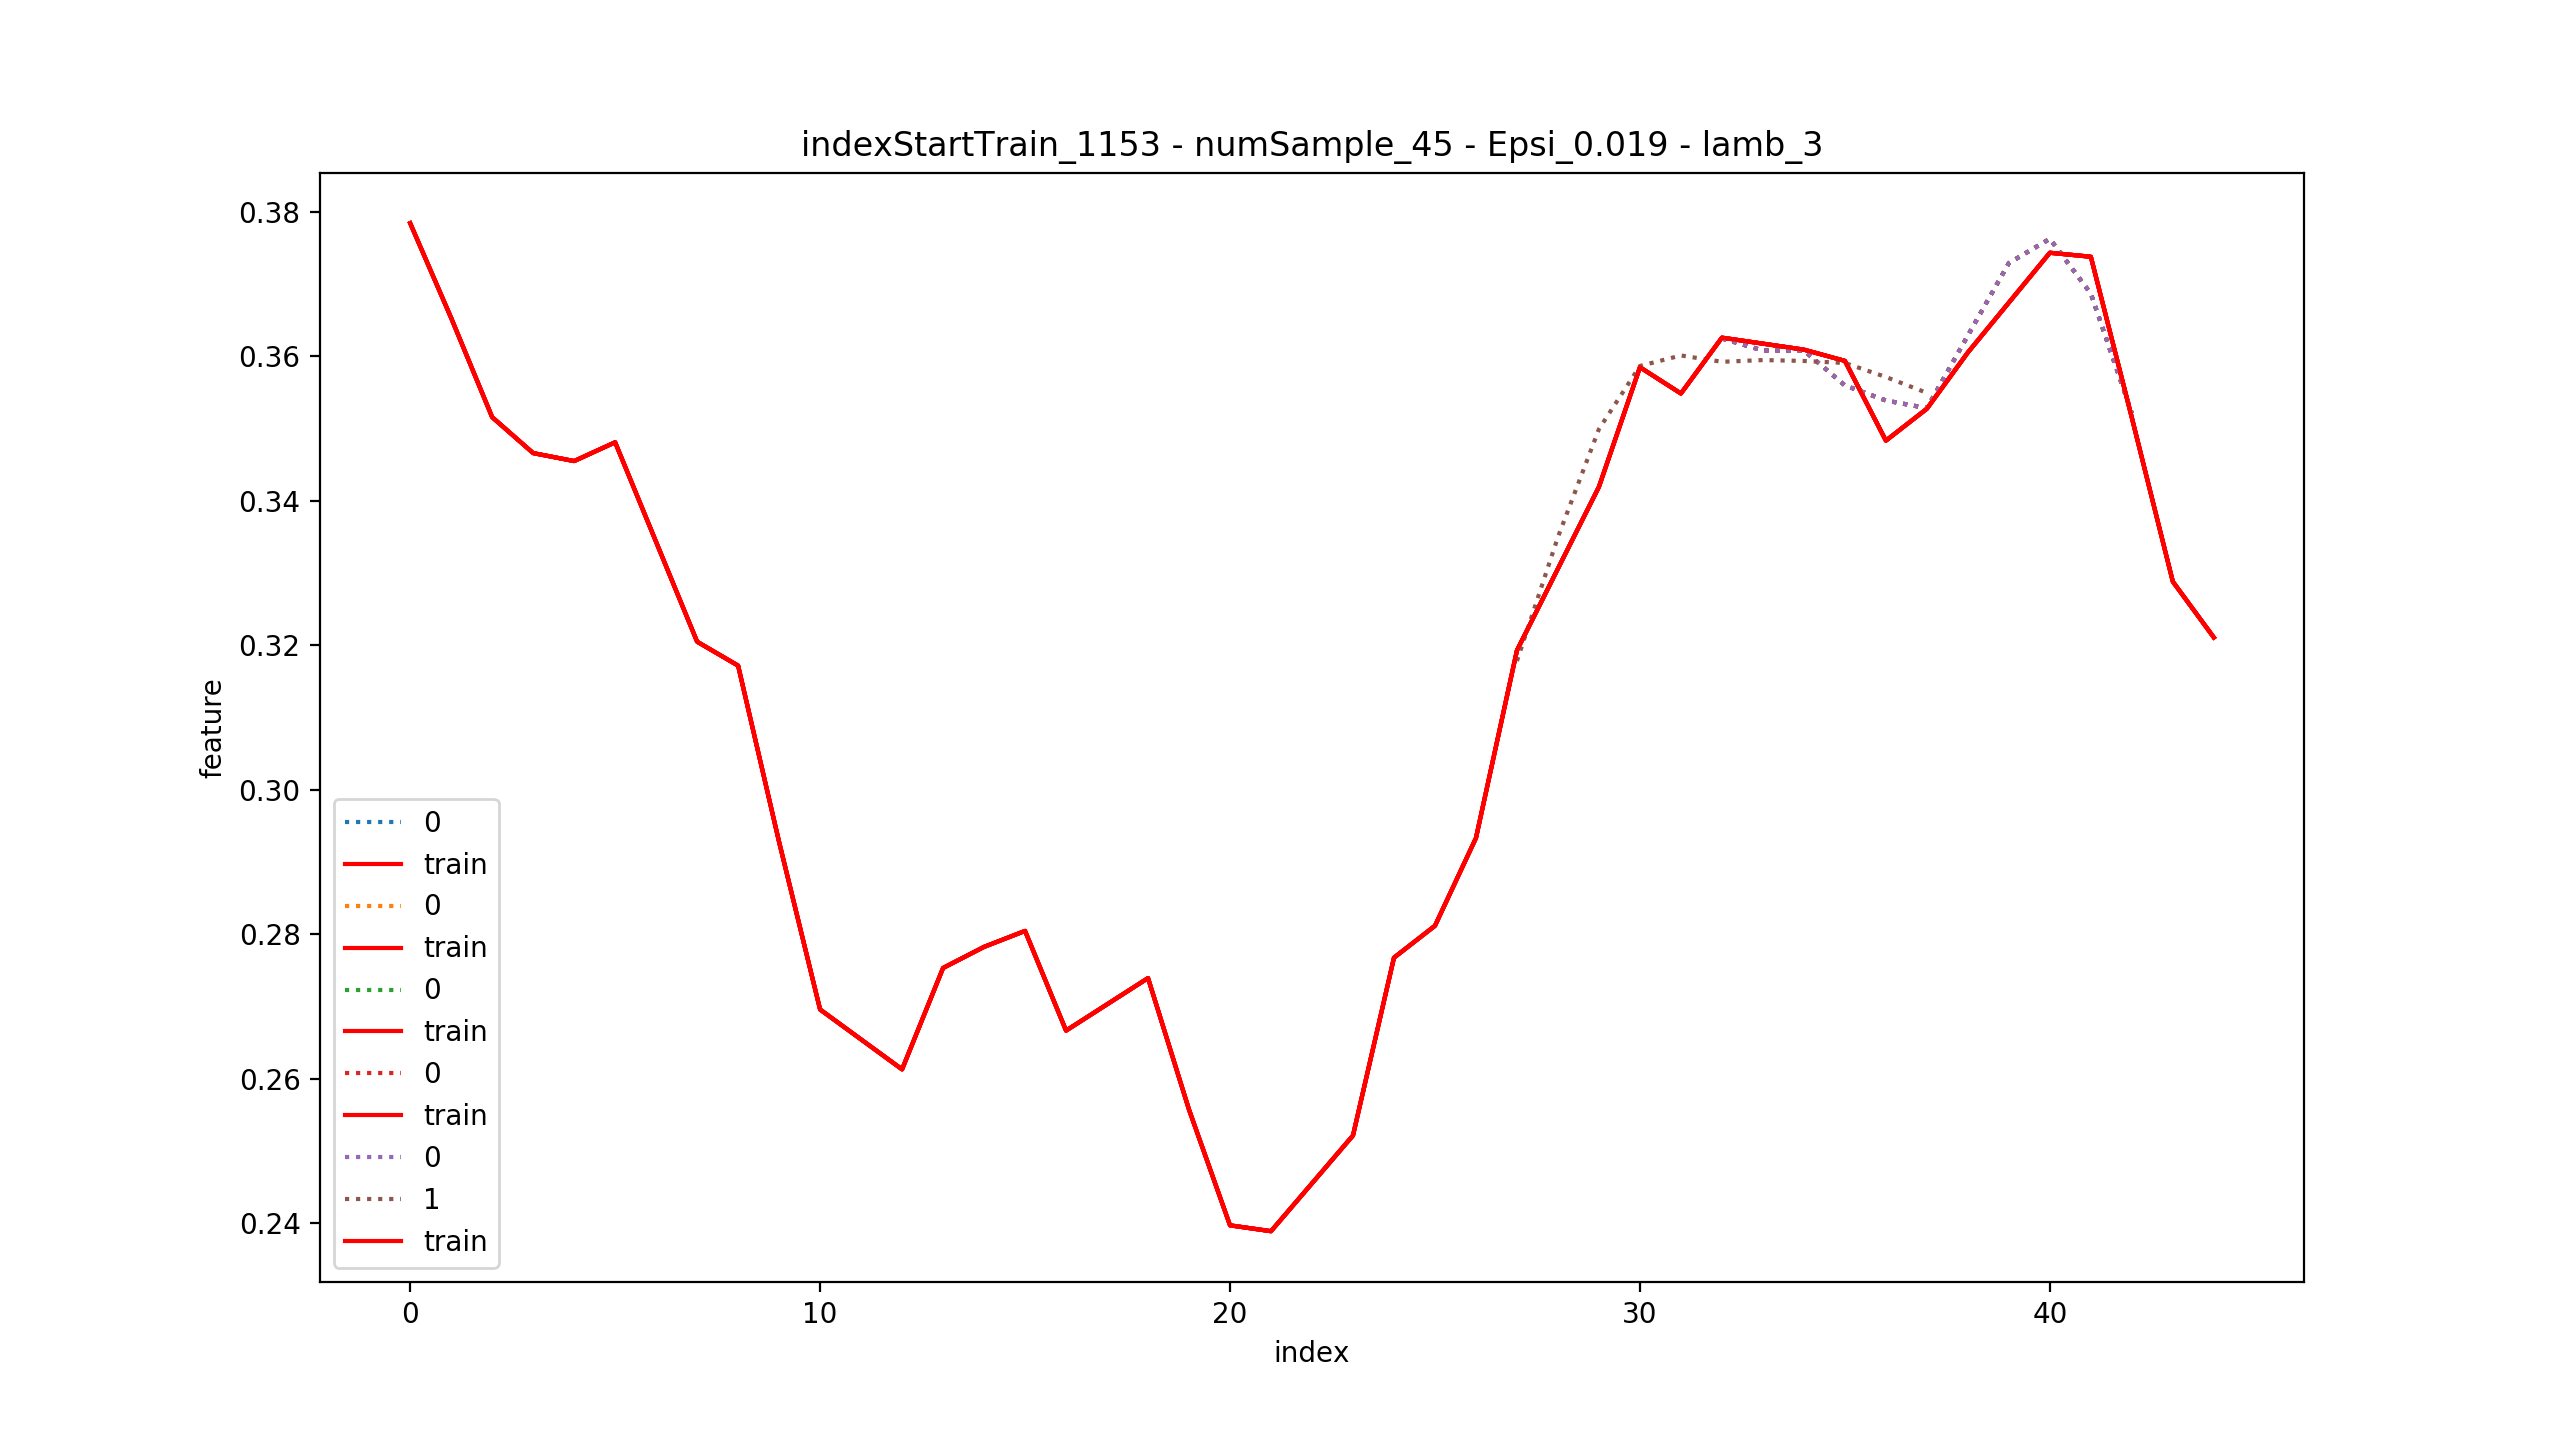 indexStartTrain_1153 - numSample_45 - Epsi_0.019 - lamb_3
0.38
0.36
0.34
0.32
0.30
0.28
0.26
0.24
feature
0
train
0
train
0
train
0
train
0
1
train
0 10 20 30 40
index